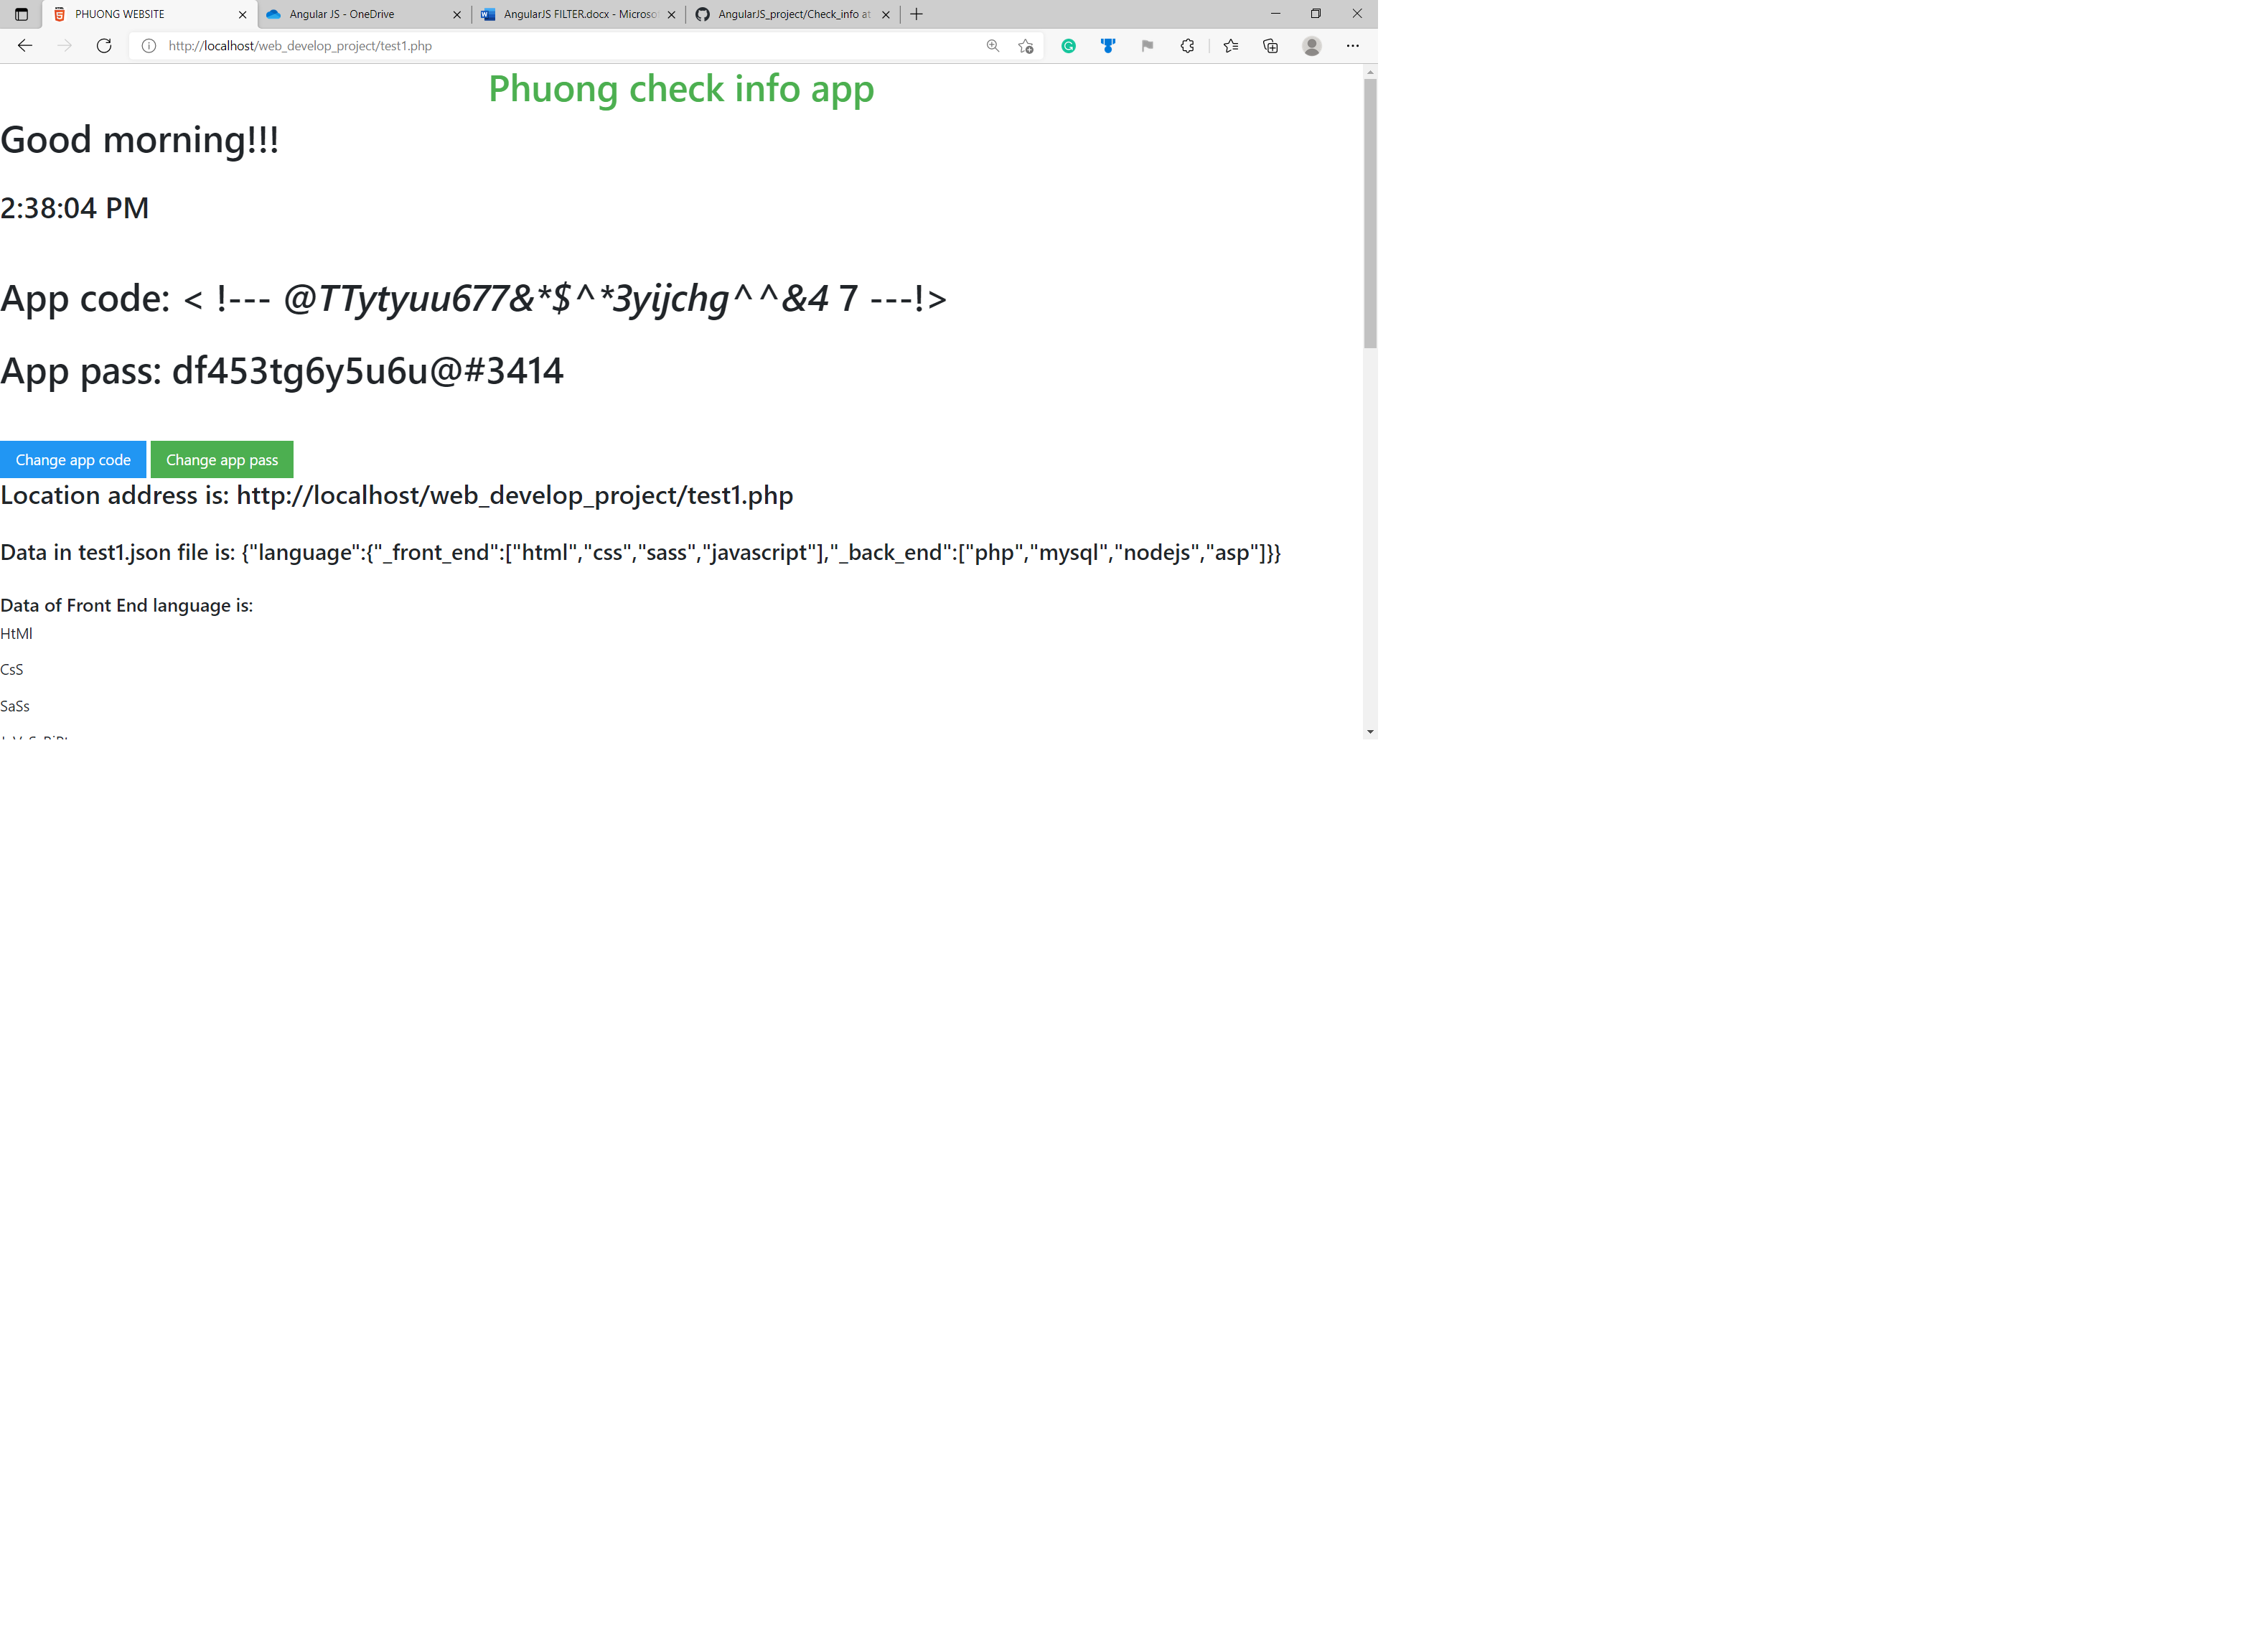 PHUONG WEBSITE
Angular JS - OneDrive
AngularJS FILTER.docx - Microso
AngularJS_project/Check_info at
http://localhost/web_develop_project/test1.php
Phuong check info app
Good morning!!!
2:38:04 PM
App code: < !--- @TTytyuu677&*$^*3yijchg^^&4 7 ---!>
App pass: df453tg6y5u6u@#3414
Change app code Change app pass
Location address is: http://localhost/web_develop_project/test1.php
Data in test1.json file is: {"language":{"_front_end":["html","css","sass","javascript"],"_back_end":["php","mysql","nodejs","asp"]}}
Data of Front End language is:
HtMl
CsS
SaSs